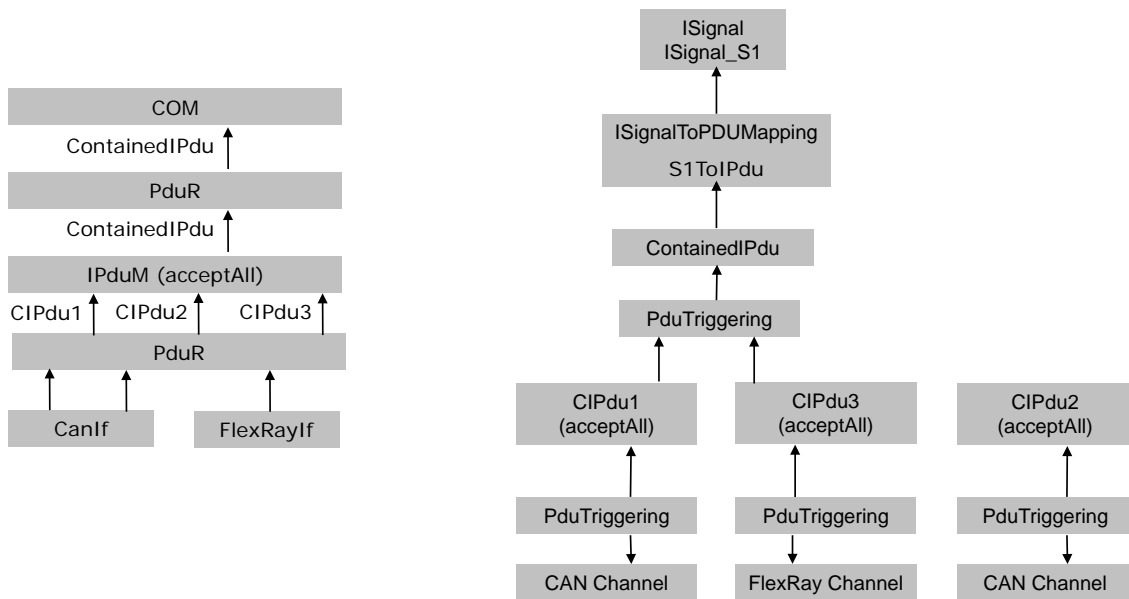 COM
ContainedIPdu
PduR
ContainedIPdu
IPduM (acceptAll)
CIPdu1 CIPdu2 CIPdu3
PduR
CanIf FlexRayIf
ISignal
ISignal_S1
ISignalToPDUMapping
S1ToIPdu
ContainedIPdu
PduTriggering
CIPdu1
(acceptAll)
CIPdu3
(acceptAll)
CIPdu2
(acceptAll)
PduTriggering PduTriggering PduTriggering
CAN Channel FlexRay Channel CAN Channel